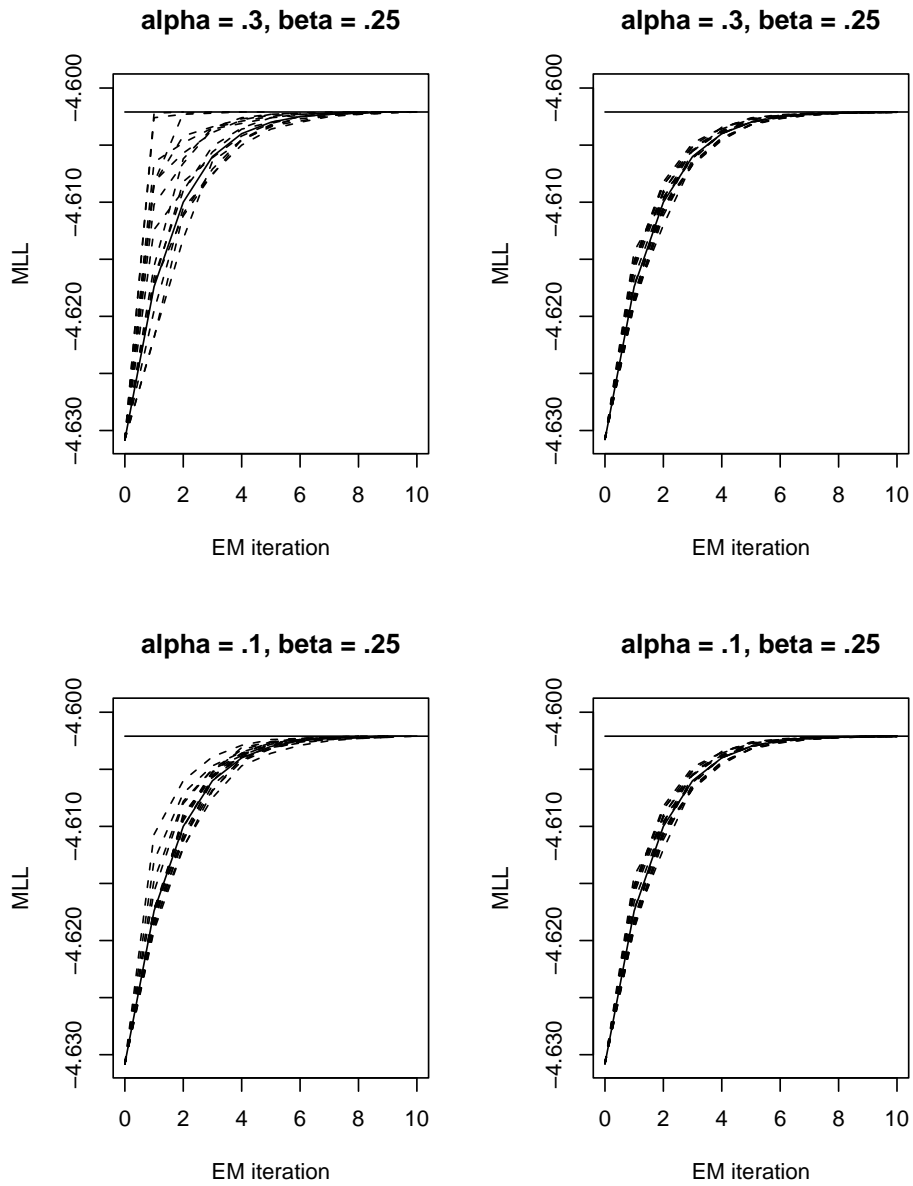 alpha = .3, beta = .25
−4.600
−4.610
−4.620
−4.630
MLL
0 2 4 6 8 10
EM iteration
alpha = .3, beta = .25
−4.600
−4.610
−4.620
−4.630
MLL
0 2 4 6 8 10
EM iteration
alpha = .1, beta = .25
−4.600
−4.610
−4.620
−4.630
MLL
0 2 4 6 8 10
EM iteration
alpha = .1, beta = .25
−4.600
−4.610
−4.620
−4.630
MLL
0 2 4 6 8 10
EM iteration